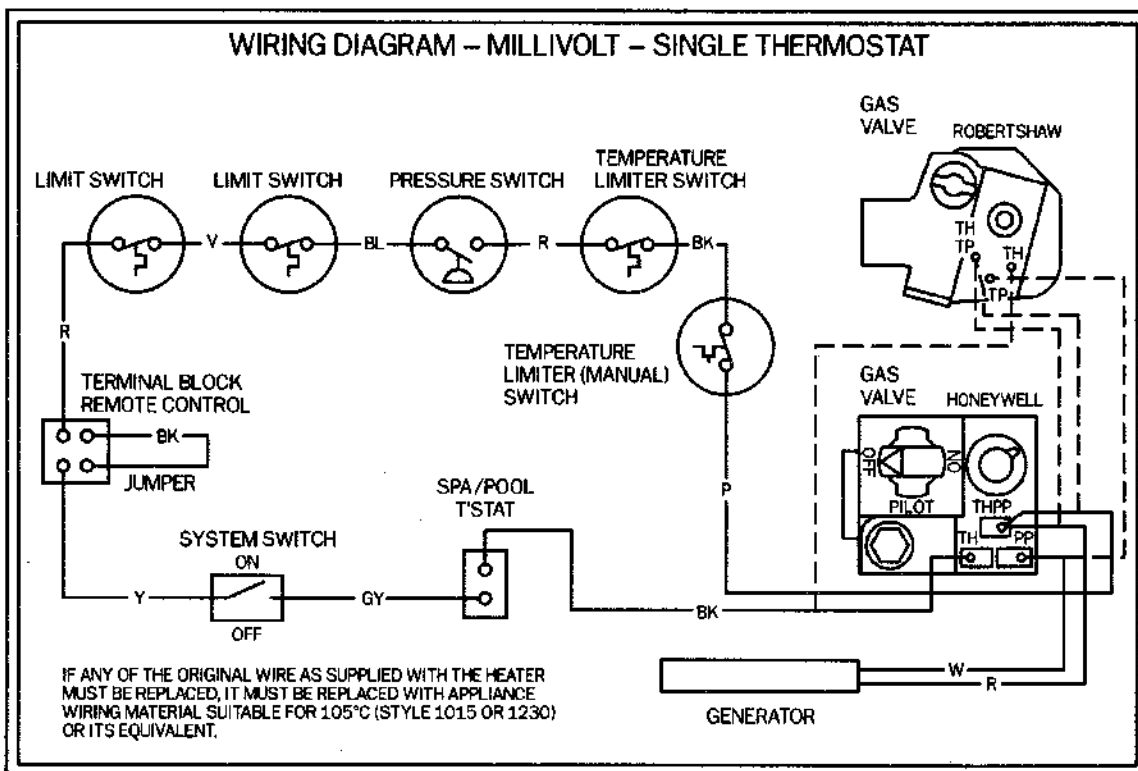 WIRING DIAGRAM – MILLIVOLT – SINGLE THERMOSTAT
GAS
VALVE
ROBERTSHAW
LIMIT SWITCH
LIMIT SWITCH
PRESSURE SWITCH
TEMPERATURE
LIMITER SWITCH
V
BL
R
BK
TH
TP
TH
TP
R
TEMPERATURE
LIMITER (MANUAL)
SWITCH
TERMINAL BLOCK
REMOTE CONTROL
BK
JUMPER
GAS
VALVE
HONEYWELL
OFF
NO
PILOT
THPP
TH
PP
P
SPA/POOL
T'STAT
SYSTEM SWITCH
ON
OFF
Y
GY
BK
W
R
GENERATOR
IF ANY OF THE ORIGINAL WIRE AS SUPPLIED WITH THE HEATER
MUST BE REPLACED, IT MUST BE REPLACED WITH APPLIANCE
WIRING MATERIAL SUITABLE FOR 105°C (STYLE 1015 OR 1230)
OR ITS EQUIVALENT.